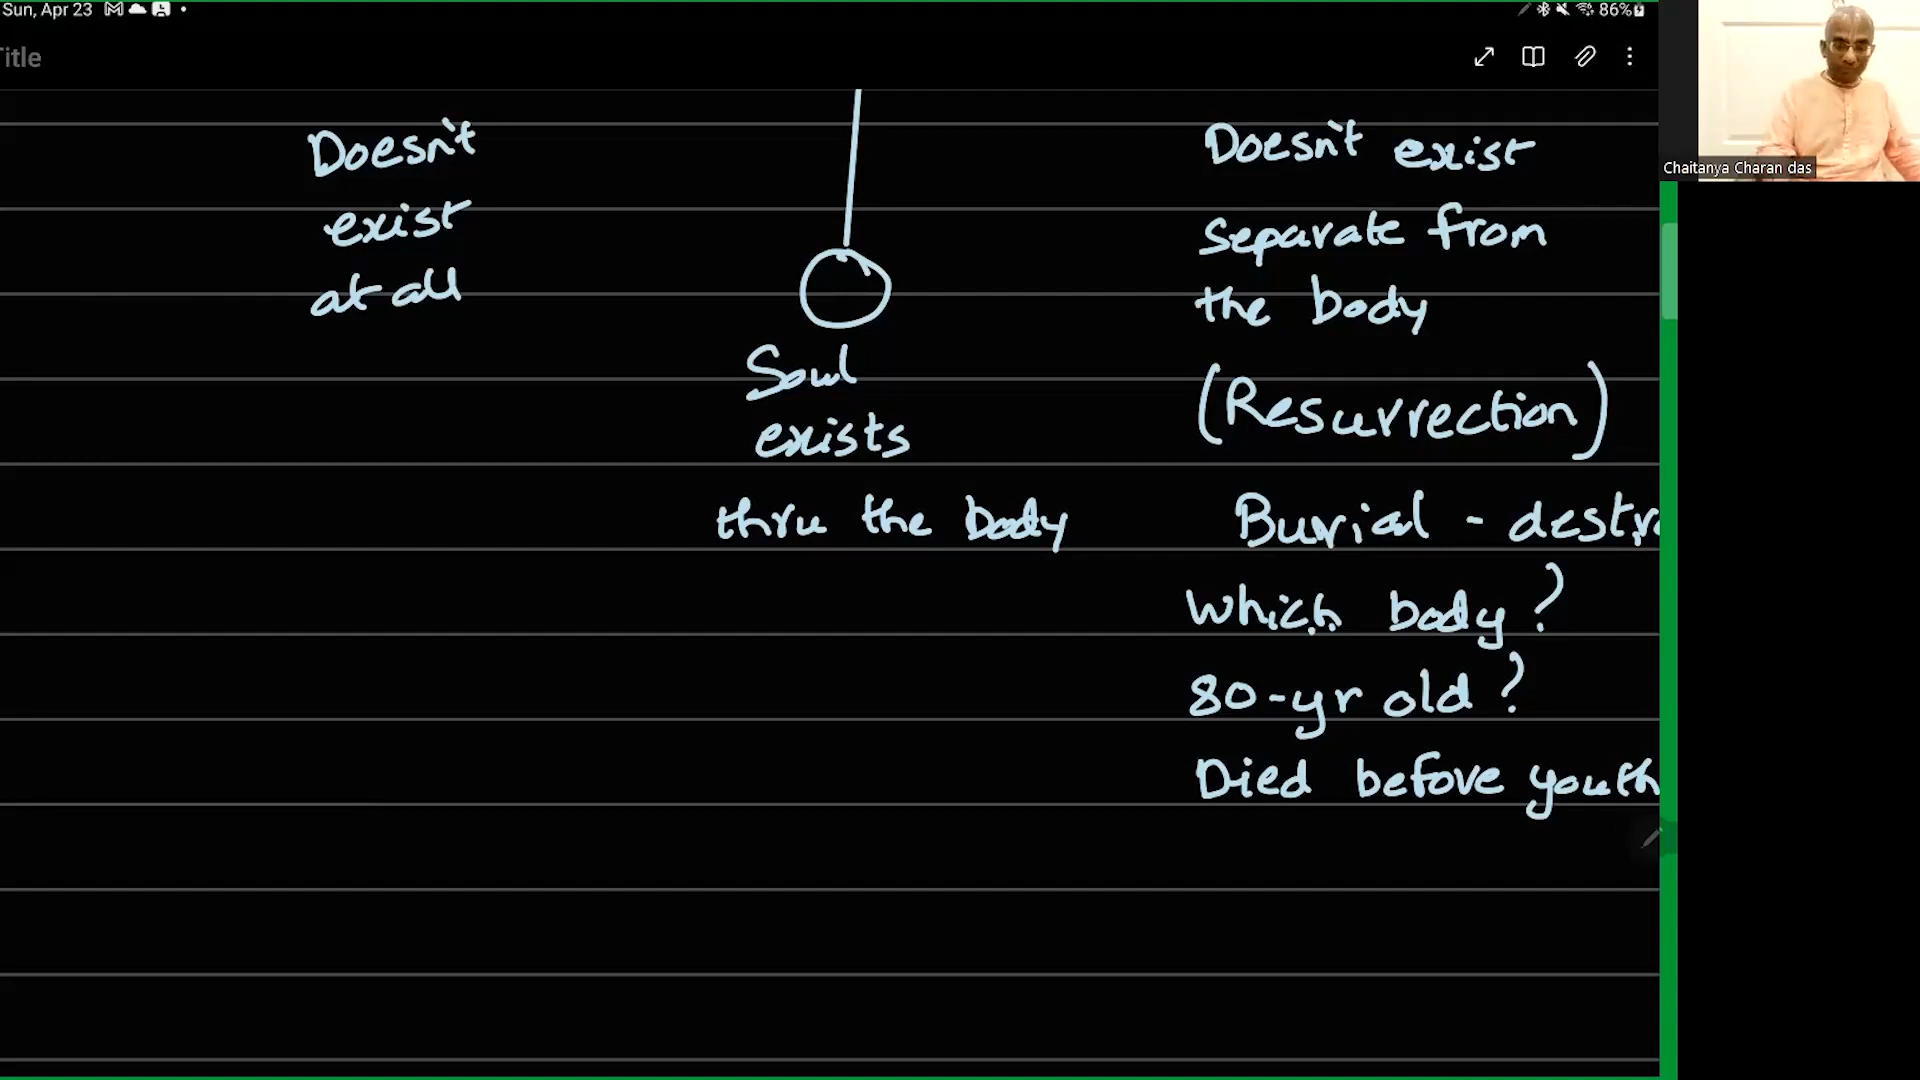 Sun, Apr 23
86%
Title
Chaitanya Charan das
Doesn't
exist
at all
Soul
exists
thru the body
Doesn't exist
separate from
the body
(Resurrection)
Burial - destro
Which body?
80-yr old?
Died before youth